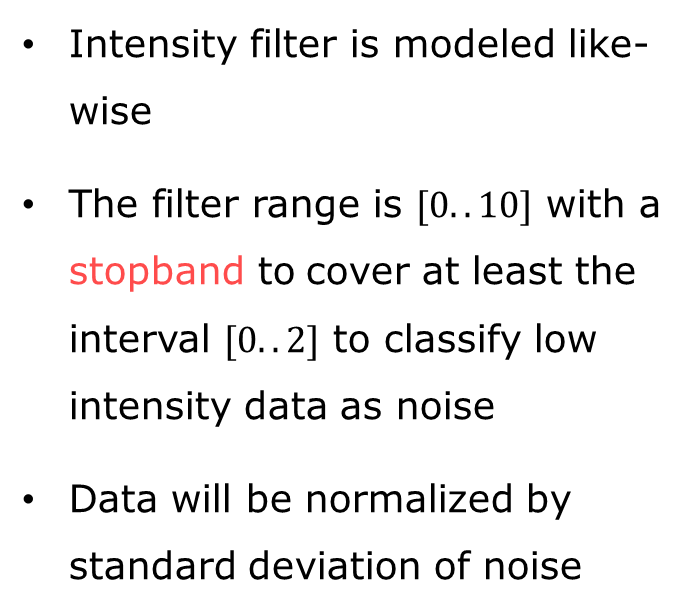 • Intensity filter is modeled like-
wise
• The filter range is [0..10] with a
stopband to cover at least the
interval [0..2] to classify low
intensity data as noise
• Data will be normalized by
standard deviation of noise